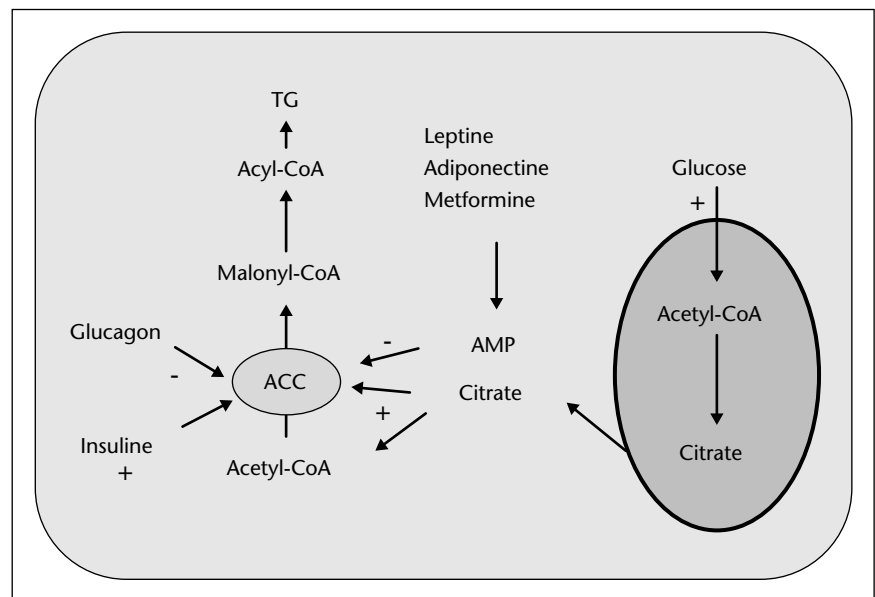 TG
Acyl-CoA
Malonyl-CoA
Glucagon
-
ACC
Insuline
+
Acetyl-CoA
Leptine
Adiponectine
Metformine
-
AMP
+
Citrate
Glucose
+
Acetyl-CoA
Citrate